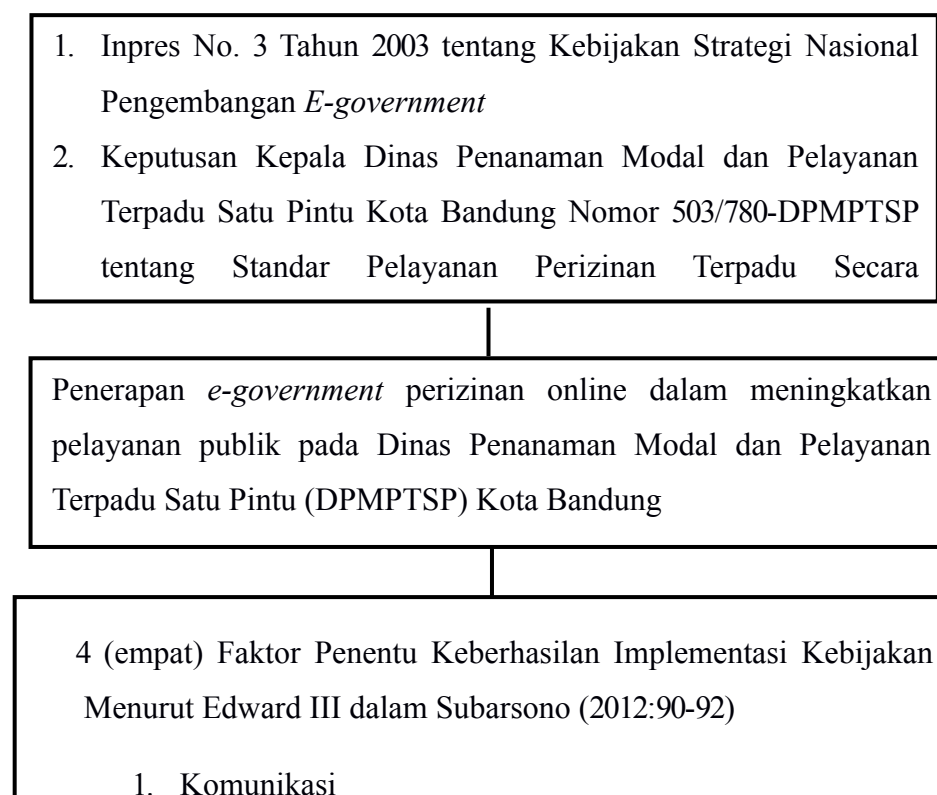 1. Inpres No. 3 Tahun 2003 tentang Kebijakan Strategi Nasional
Pengembangan E-government
2. Keputusan Kepala Dinas Penanaman Modal dan Pelayanan
Terpadu Satu Pintu Kota Bandung Nomor 503/780-DPMPTSP
tentang Standar Pelayanan Perizinan Terpadu Secara
Penerapan e-government perizinan online dalam meningkatkan
pelayanan publik pada Dinas Penanaman Modal dan Pelayanan
Terpadu Satu Pintu (DPMPTSP) Kota Bandung
4 (empat) Faktor Penentu Keberhasilan Implementasi Kebijakan
Menurut Edward III dalam Subarsono (2012:90-92)
1. Komunikasi